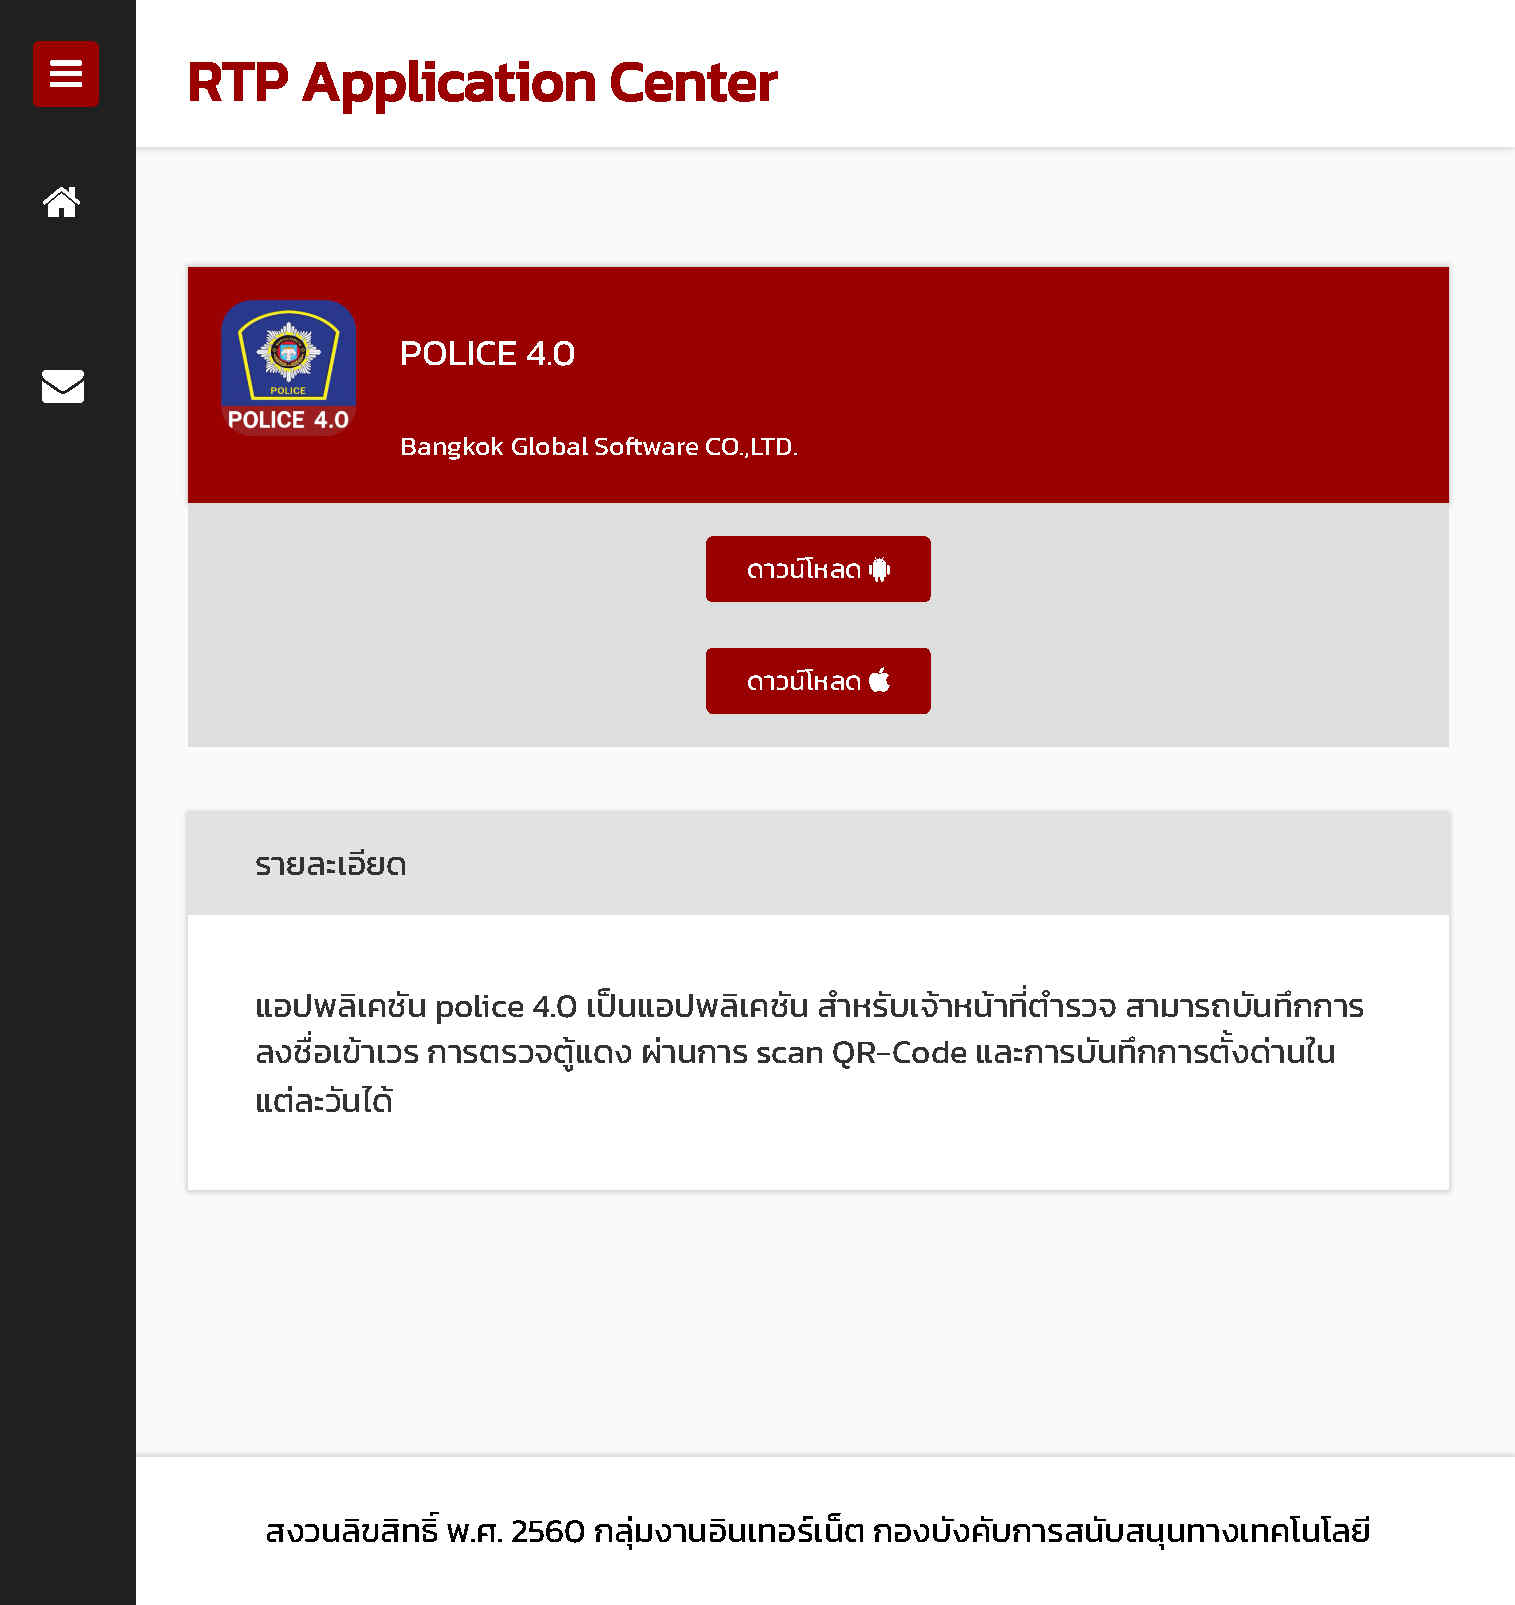 RTP Application Center
POLICE
POLICE 4.0
POLICE 4.0
Bangkok Global Software CO.,LTD.
ดาวน์โหลด
ดาวน์โหลด
รายละเอียด
แอปพลิเคชัน police 4.0 เป็นแอปพลิเคชัน สำหรับเจ้าหน้าที่ตำรวจ สามารถบันทึกการ
ลงชื่อเข้าเวร การตรวจตู้แดง ผ่านการ scan QR-Code และการบันทึกการตั้งด่านใน
แต่ละวันได้
สงวนลิขสิทธิ์ พ.ศ. 2560 กลุ่มงานอินเทอร์เน็ต กองบังคับการสนับสนุนทางเทคโนโลยี